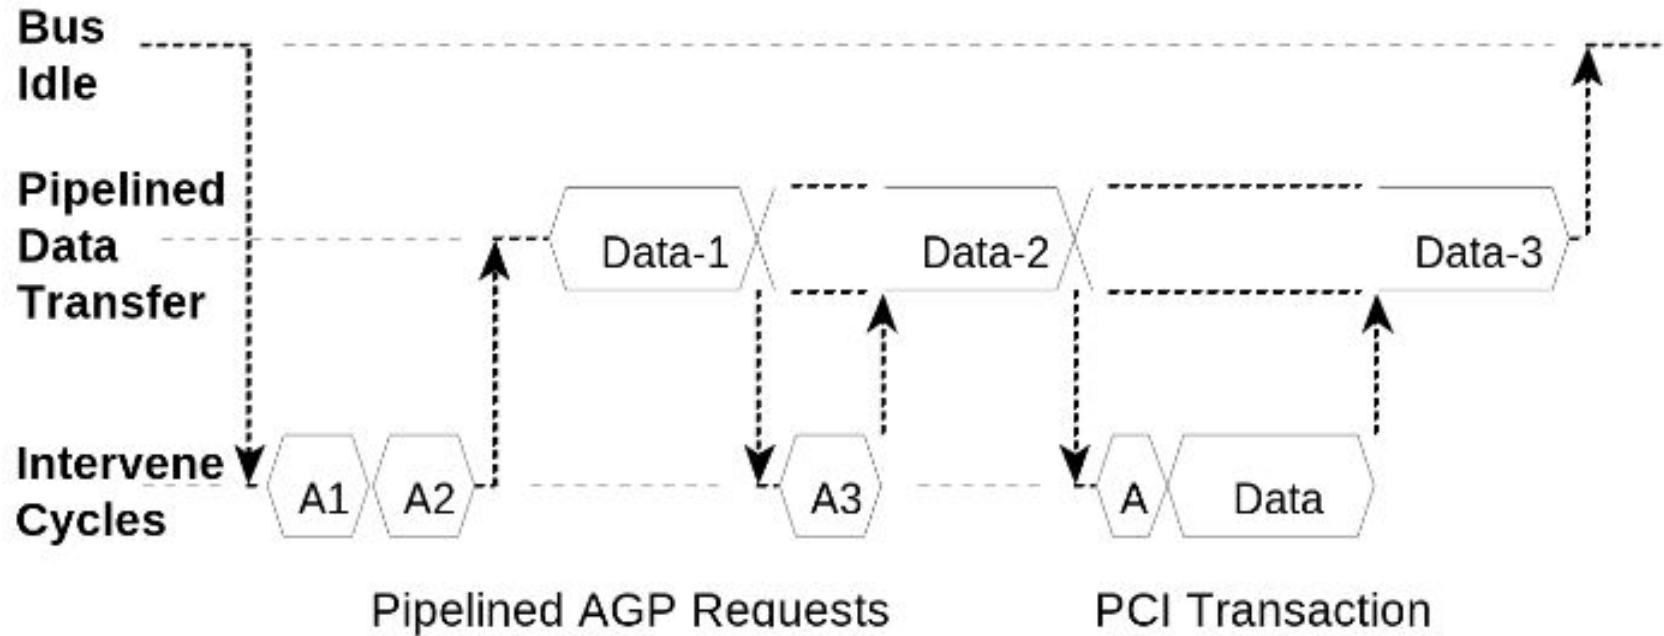 Bus
Idle
Pipelined
Data
Transfer
Data-1
Data-2
Data-3
Intervene
Cycles
A1
A2
A3
A
Data
Pipelined AGP Requests
PCI Transaction